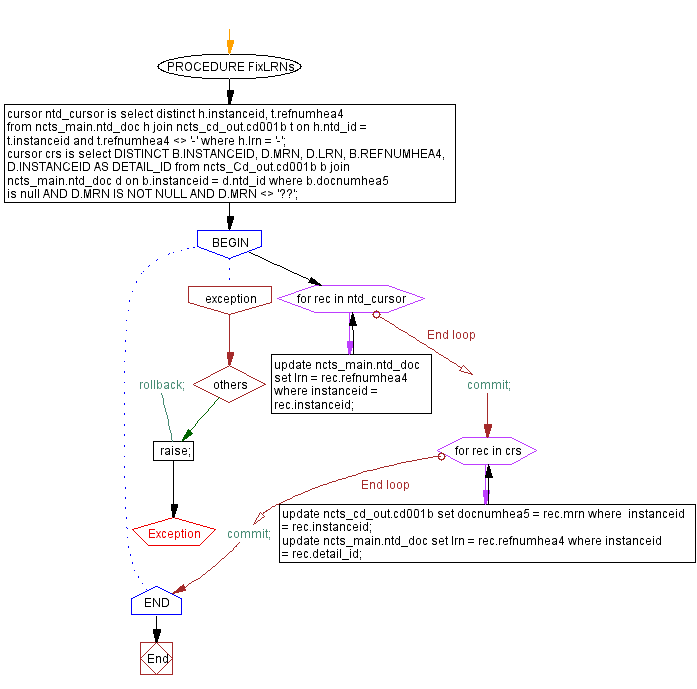 PROCEDURE FixLRNs
cursor ntd_cursor is select distinct h.instanceid, t.refnumhea4
from ncts_main.ntd_doc h join ncts_cd_out.cd001b t on h.ntd_id =
t.instanceid and t.refnumhea4 <> '-' where h.lrn = '-';
cursor crs is select DISTINCT B.INSTANCEID, D.MRN, D.LRN, B.REFNUMHEA4,
D.INSTANCEID AS DETAIL_ID from ncts_Cd_out.cd001b b join
ncts_main.ntd_doc d on b.instanceid = d.ntd_id where b.docnumhea5
is null AND D.MRN IS NOT NULL AND D.MRN <> '??';
BEGIN
exception
for rec in ntd_cursor
End loop
update ncts_main.ntd_doc
set lrn = rec.refnumhea4
where instanceid =
rec.instanceid;
rollback;
others
commit;
raise;
for rec in crs
End loop
update ncts_cd_out.cd001b set docnumhea5 = rec.mrn where  instanceid
= rec.instanceid;
update ncts_main.ntd_doc set lrn = rec.refnumhea4 where instanceid
= rec.detail_id;
Exception
commit;
END
End